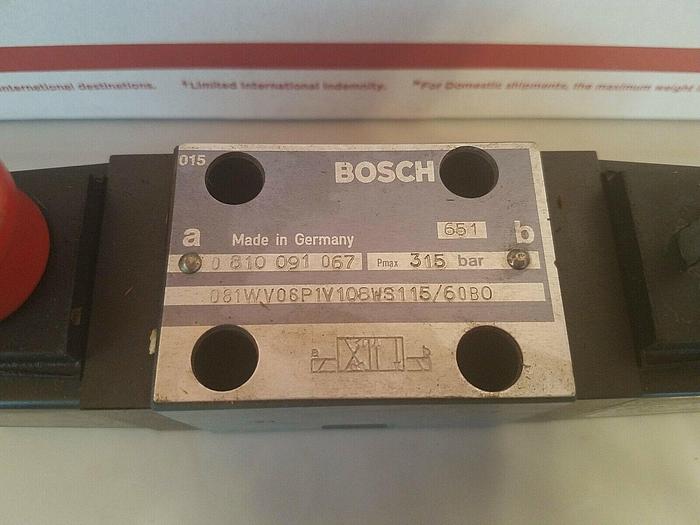 international destinations. *Limited International Indemnity. *For Domestic shipments, the maximum weight i
015
BOSCH
651
a Made in Germany b
0 810 091 067 Pmax 315 bar
081WV06P1V108WS115/60B0
a b